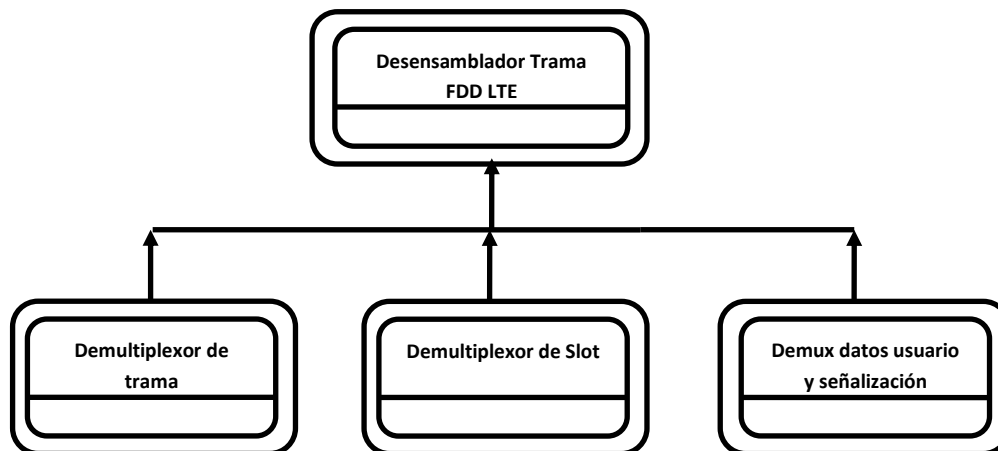 Desensamblador Trama
FDD LTE
Demultiplexor de
trama
Demultiplexor de Slot
Demux datos usuario
y señalización